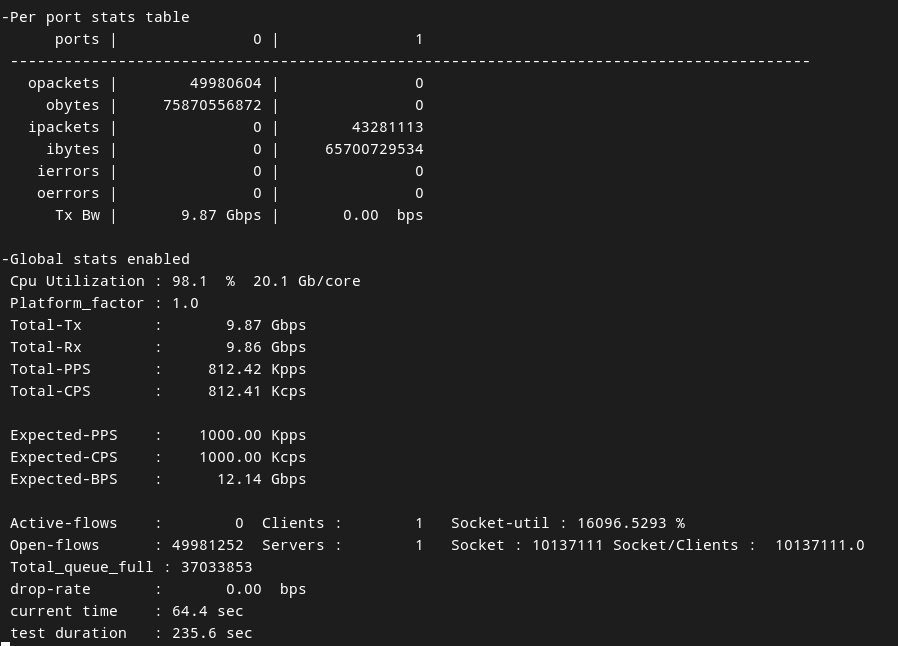 -Per port stats table
      ports |               0 |               1
 -----------------------------------------------------------------------------------------
   opackets |        49980604 |               0
     obytes |     75870556872 |               0
   ipackets |               0 |        43281113
     ibytes |               0 |     65700729534
    ierrors |               0 |               0
    oerrors |               0 |               0
      Tx Bw |       9.87 Gbps |       0.00  bps

-Global stats enabled
 Cpu Utilization : 98.1  %  20.1 Gb/core
 Platform_factor : 1.0
 Total-Tx        :       9.87 Gbps
 Total-Rx        :       9.86 Gbps
 Total-PPS       :     812.42 Kpps
 Total-CPS       :     812.41 Kcps

 Expected-PPS    :    1000.00 Kpps
 Expected-CPS    :    1000.00 Kcps
 Expected-BPS    :      12.14 Gbps

 Active-flows    :        0  Clients :        1   Socket-util : 16096.5293 %
 Open-flows      : 49981252  Servers :        1   Socket : 10137111 Socket/Clients :  10137111.0
 Total_queue_full : 37033853
 drop-rate       :       0.00  bps
 current time    : 64.4 sec
 test duration   : 235.6 sec